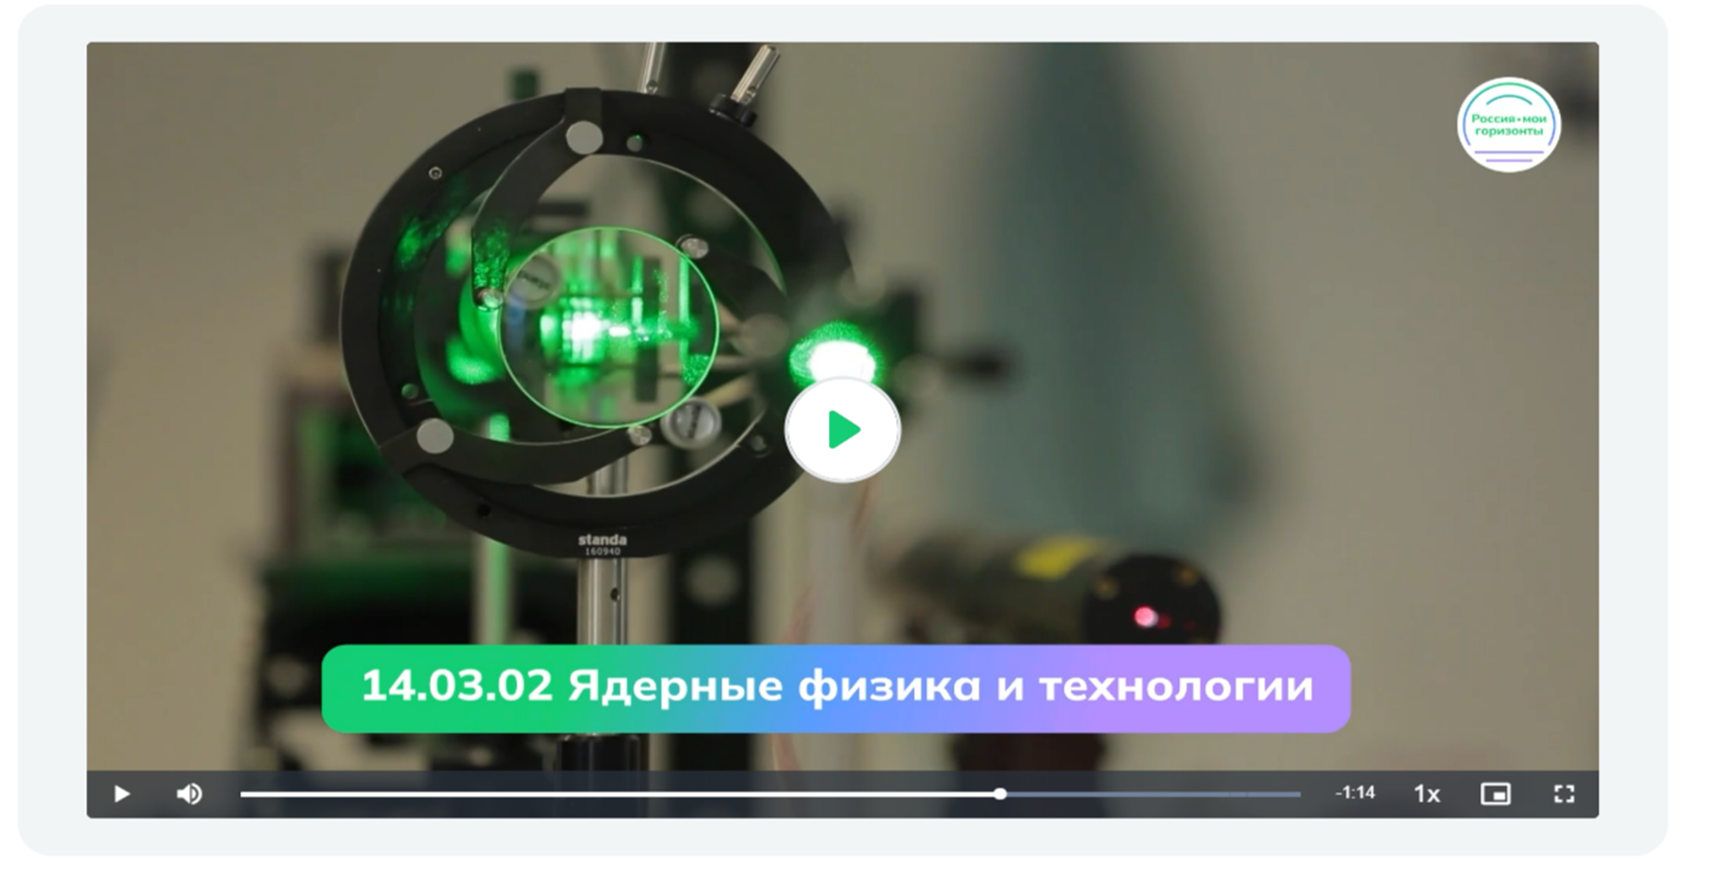 Россия•мои
горизонты
standa
160940
14.03.02 Ядерные физика и технологии
-1:14
1x